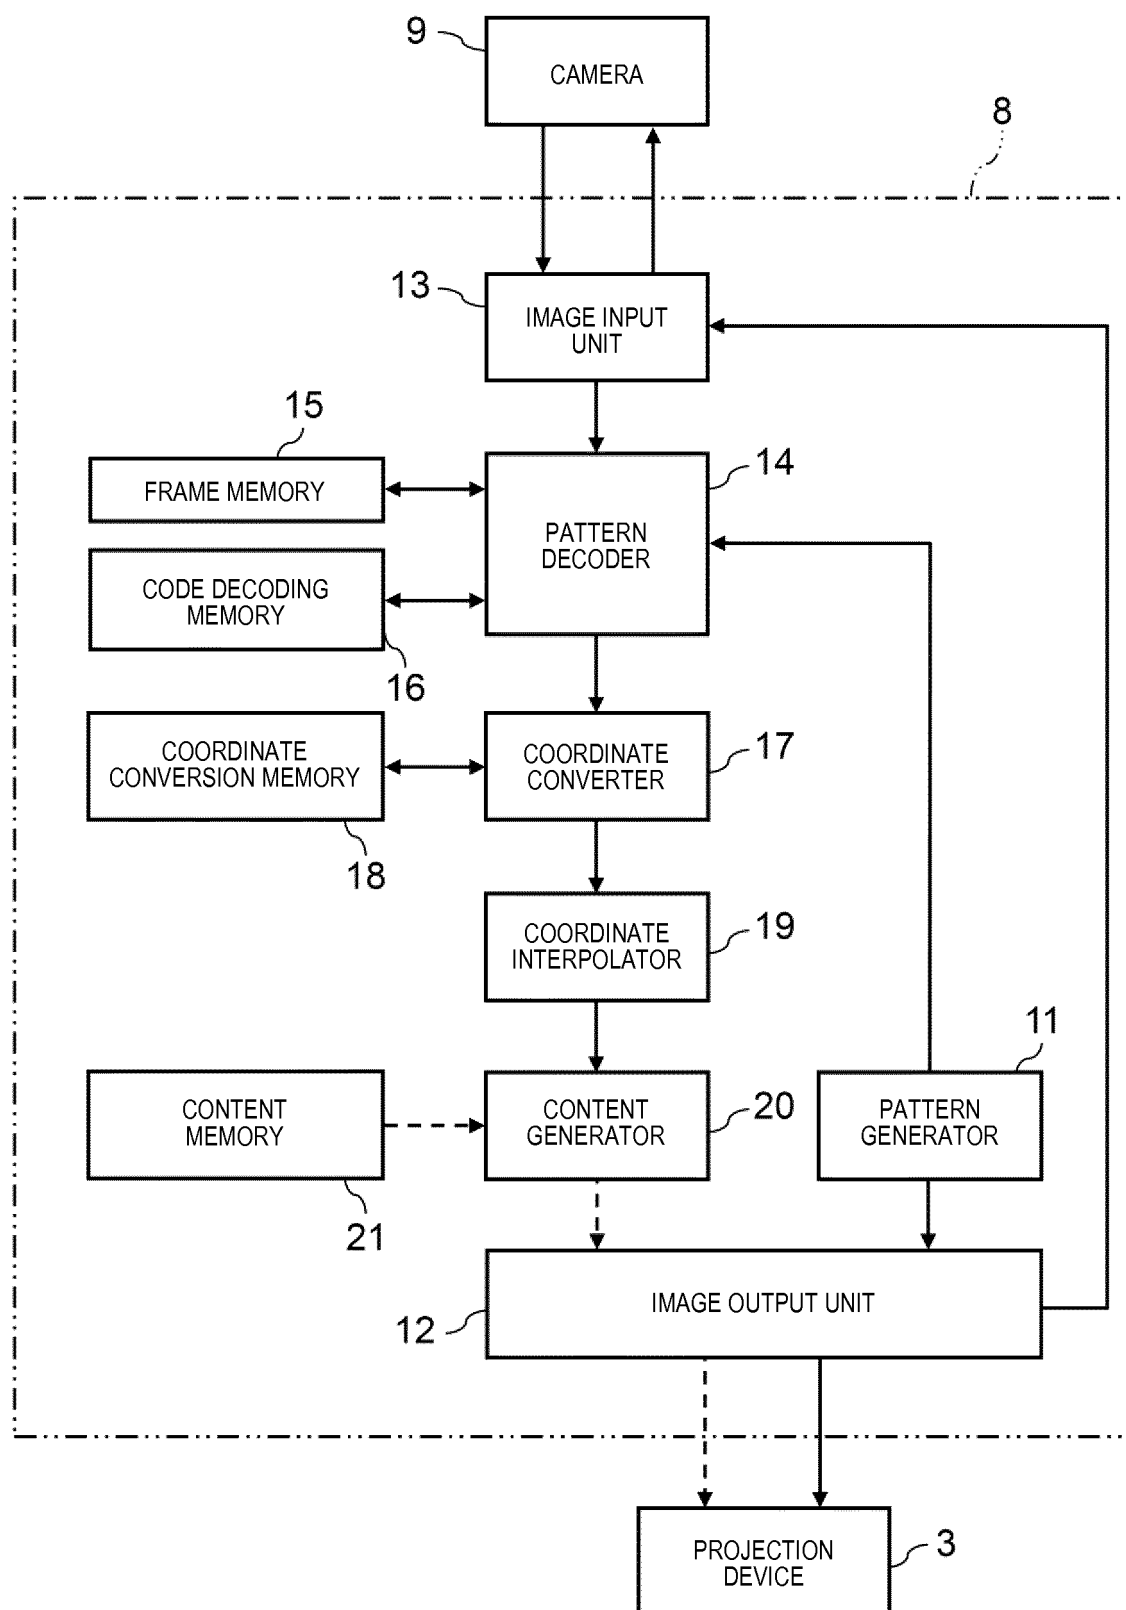 9
CAMERA
8
13
IMAGE INPUT
UNIT
15
FRAME MEMORY
14
PATTERN
DECODER
CODE DECODING
MEMORY
16
COORDINATE
CONVERSION MEMORY
18
COORDINATE
CONVERTER
17
COORDINATE
INTERPOLATOR
19
11
CONTENT
MEMORY
21
CONTENT
GENERATOR
20
PATTERN
GENERATOR
IMAGE OUTPUT UNIT
12
PROJECTION
DEVICE
3